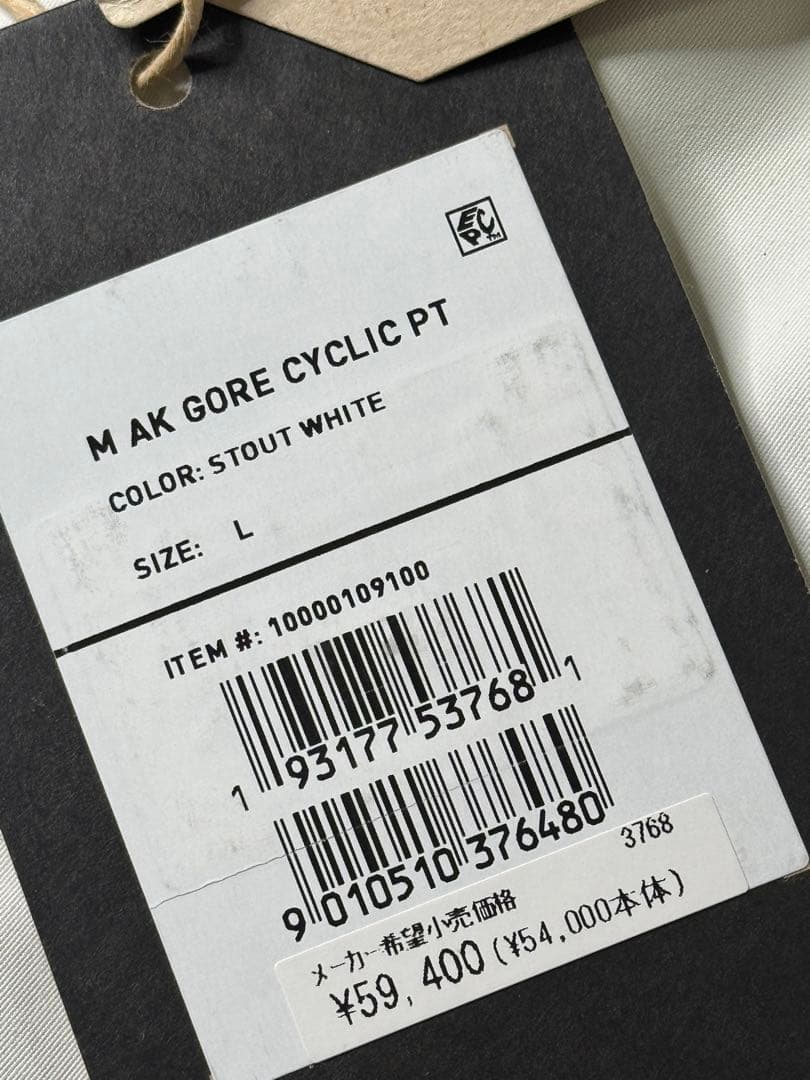 M AK GORE CYCLIC PT
COLOR: STOUT WHITE
SIZE: L
ITEM #: 10000109100
1 93177 53768 1
9 010510 376480
3768
メーカー希望小売価格
¥59,400 (¥54,000本体)